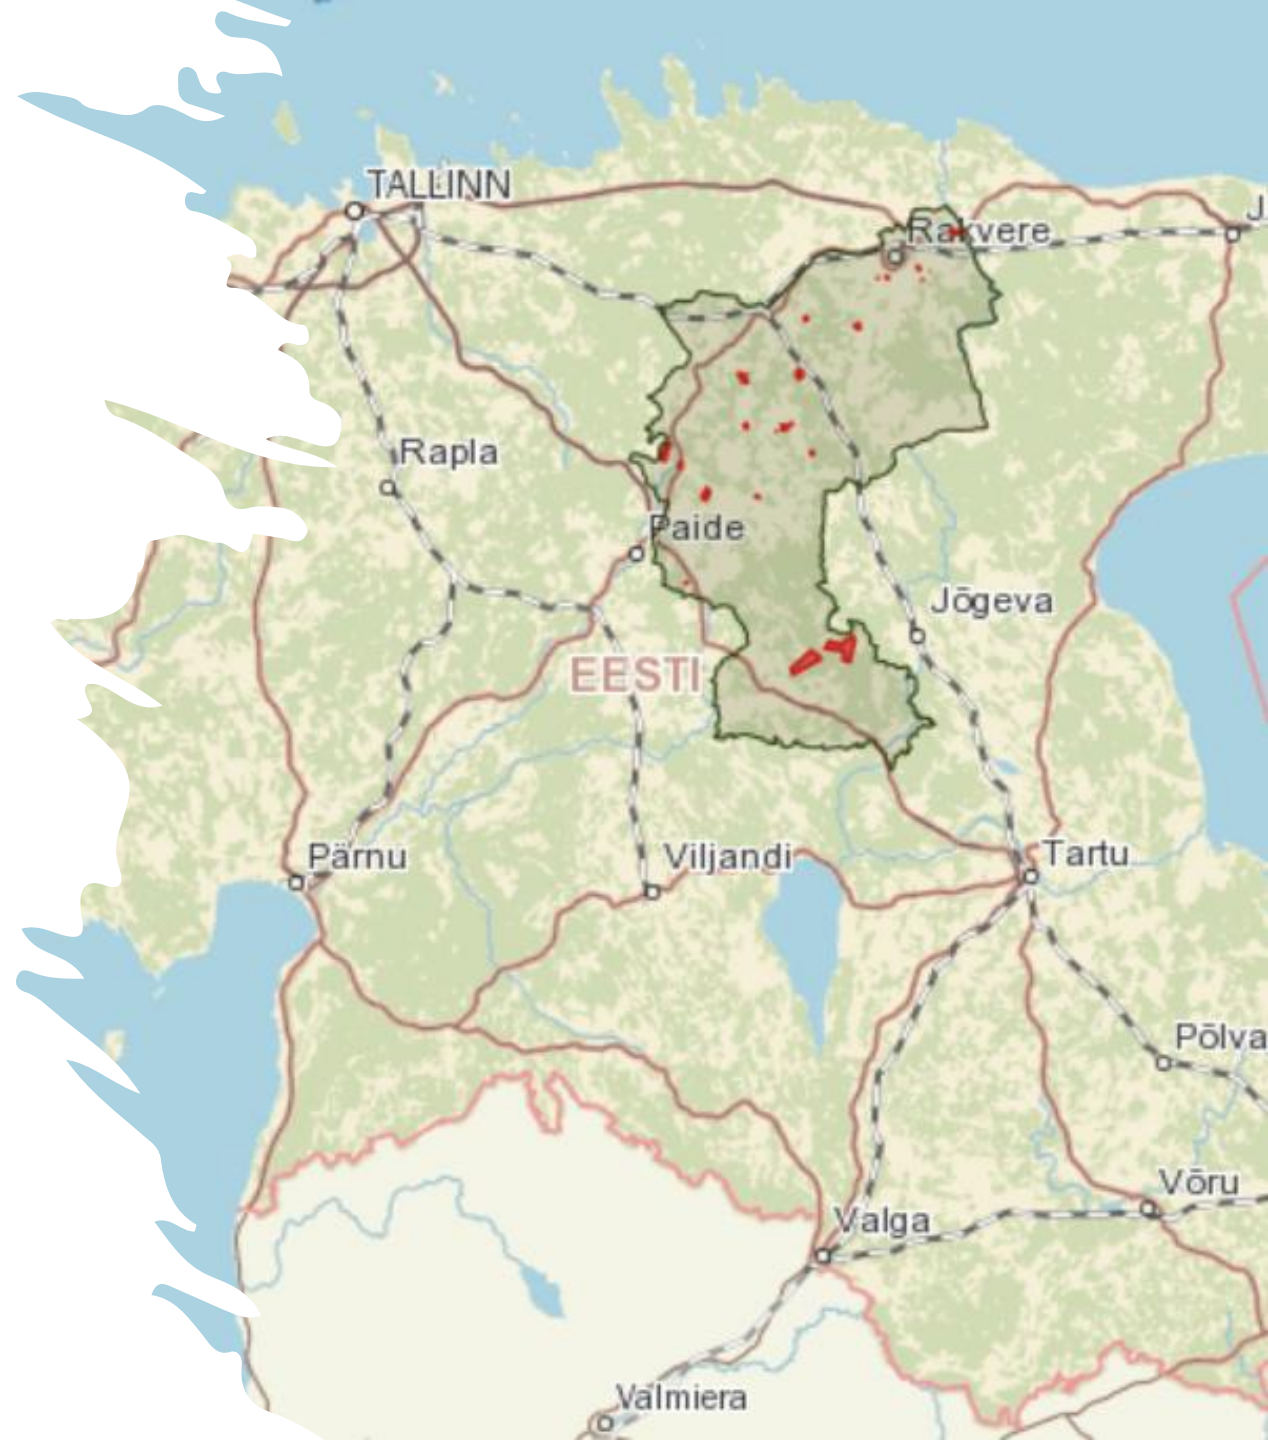 TALLINN
J
Rakvere
Rapla
Paide
Jõgeva
EESTI
Pärnu
Viljandi
Tartu
Põlva
Võru
Valga
Valmiera